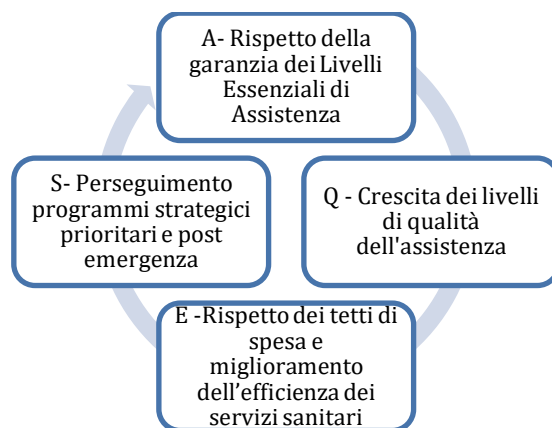 A- Rispetto della
garanzia dei Livelli
Essenziali di
Assistenza
S- Perseguimento
programmi strategici
prioritari e post
emergenza
Q - Crescita dei livelli
di qualità
dell'assistenza
E -Rispetto dei tetti di
spesa e
miglioramento
dell’efficienza dei
servizi sanitari